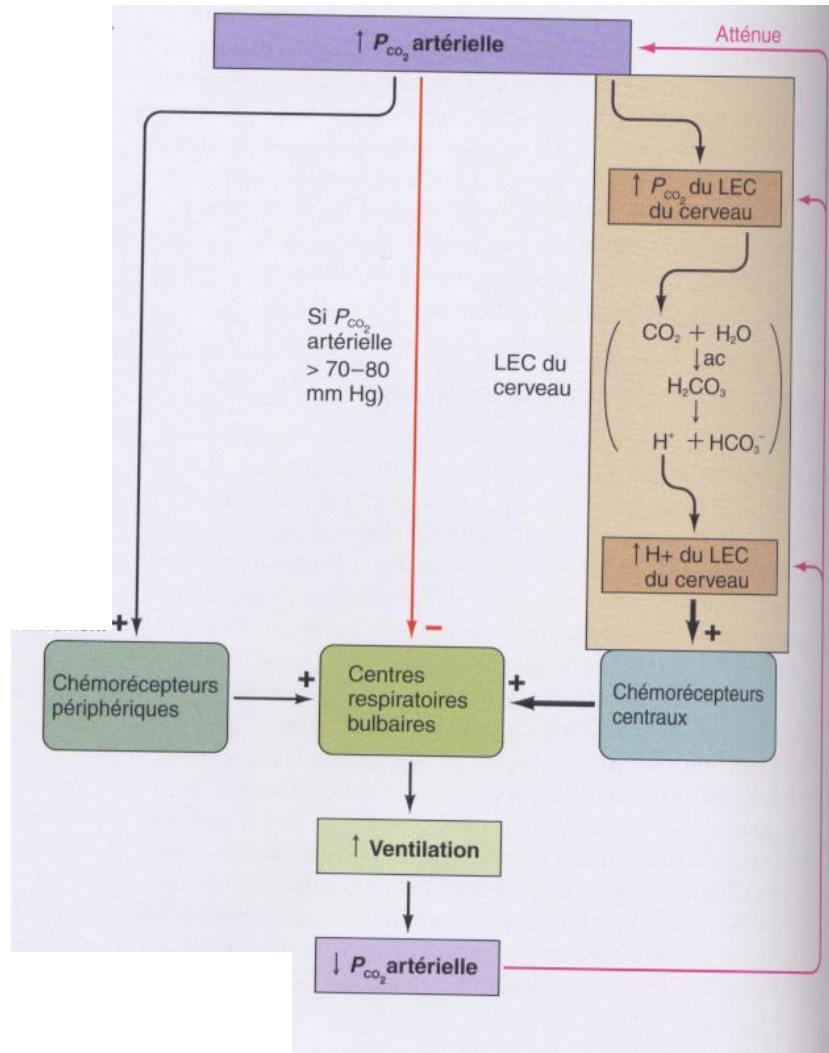 ↑ Pco₂ artérielle
Atténue
↑ Pco₂ du LEC
du cerveau
Si Pco₂
artérielle
> 70–80
mm Hg)
LEC du
cerveau
CO₂ + H₂O
↓ac
H₂CO₃
↓
H⁺ + HCO₃⁻
↑H+ du LEC
du cerveau
+
−
+
Chémorécepteurs
périphériques
+
Centres
respiratoires
bulbaires
+
Chémorécepteurs
centraux
↑ Ventilation
↓ Pco₂ artérielle